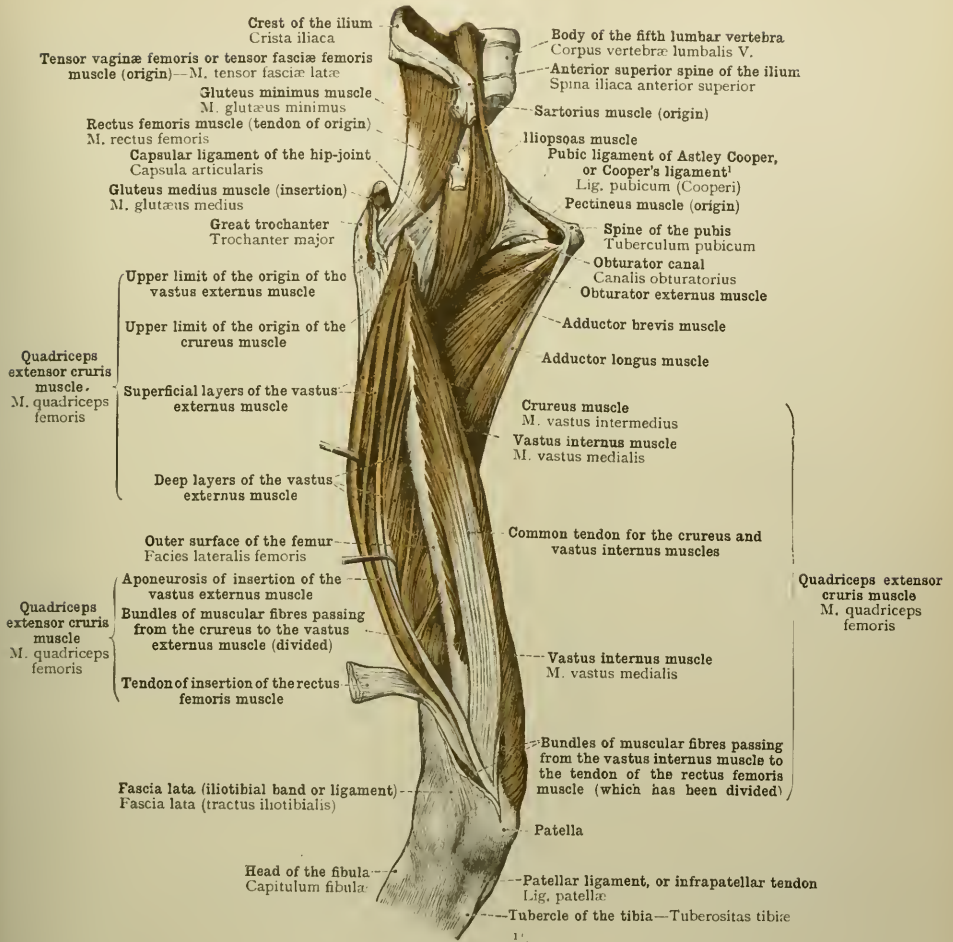 Crest of the ilium
Crista iliaca
Tensor vaginæ femoris or tensor fasciæ femoris
muscle (origin)—M. tensor fasciæ latæ
Gluteus minimus muscle
M. glutæus minimus
Rectus femoris muscle (tendon of origin)
M. rectus femoris
Capsular ligament of the hip-joint
Capsula articularis
Gluteus medius muscle (insertion)
M. glutæus medius
Great trochanter
Trochanter major
Upper limit of the origin of the
vastus externus muscle
Upper limit of the origin of the
crureus muscle
Quadriceps
extensor cruris
muscle.
M. quadriceps
femoris
Superficial layers of the vastus
externus muscle
Deep layers of the vastus
externus muscle
Outer surface of the femur
Facies lateralis femoris
Quadriceps
extensor cruris
muscle
M. quadriceps
femoris
Aponeurosis of insertion of the
vastus externus muscle
Bundles of muscular fibres passing
from the crureus to the vastus
externus muscle (divided)
Tendon of insertion of the rectus
femoris muscle
Fascia lata (iliotibial band or ligament)
Fascia lata (tractus iliotibialis)
Head of the fibula
Capitulum fibulæ
Body of the fifth lumbar vertebra
Corpus vertebræ lumbalis V.
Anterior superior spine of the ilium
Spina iliaca anterior superior
Sartorius muscle (origin)
Iliopsoas muscle
Pubic ligament of Astley Cooper,
or Cooper's ligament¹
Lig. pubicum (Cooperi)
Pectineus muscle (origin)
Spine of the pubis
Tuberculum pubicum
Obturator canal
Canalis obturatorius
Obturator externus muscle
Adductor brevis muscle
Adductor longus muscle
Crureus muscle
M. vastus intermedius
Vastus internus muscle
M. vastus medialis
Common tendon for the crureus and
vastus internus muscles
Quadriceps extensor
cruris muscle
M. quadriceps
femoris
Vastus internus muscle
M. vastus medialis
Bundles of muscular fibres passing
from the vastus internus muscle to
the tendon of the rectus femoris
muscle (which has been divided)
Patella
Patellar ligament, or infrapatellar tendon
Lig. patellæ
Tubercle of the tibia—Tuberositas tibiæ